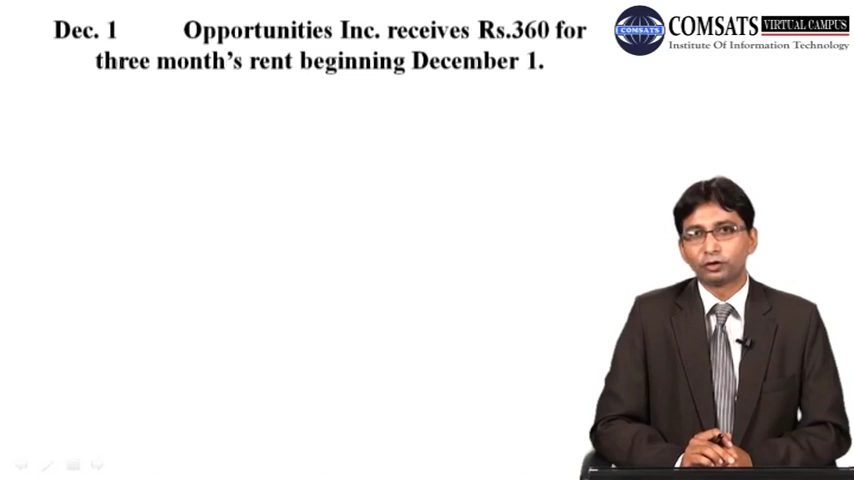 Dec. 1 Opportunities Inc. receives Rs.360 for
three month's rent beginning December 1.
COMSATS
COMSATS
VIRTUAL CAMPUS
Institute Of Information Technology